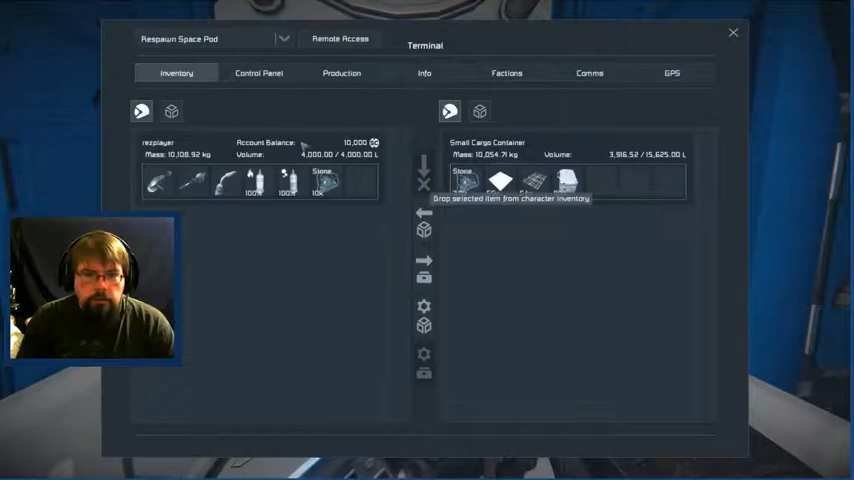 Respawn Space Pod
Remote Access
Terminal
Inventory
Control Panel
Production
Info
Factions
Comms
GPS
rezplayer
Account Balance: 10,000 SC
Mass: 10,108.92 kg
Volume: 4,000.00 / 4,000.00 L
100%
100%
Stone
10k
Small Cargo Container
Mass: 10,054.71 kg
Volume: 3,916.52 / 15,625.00 L
Stone
Drop selected item from character inventory